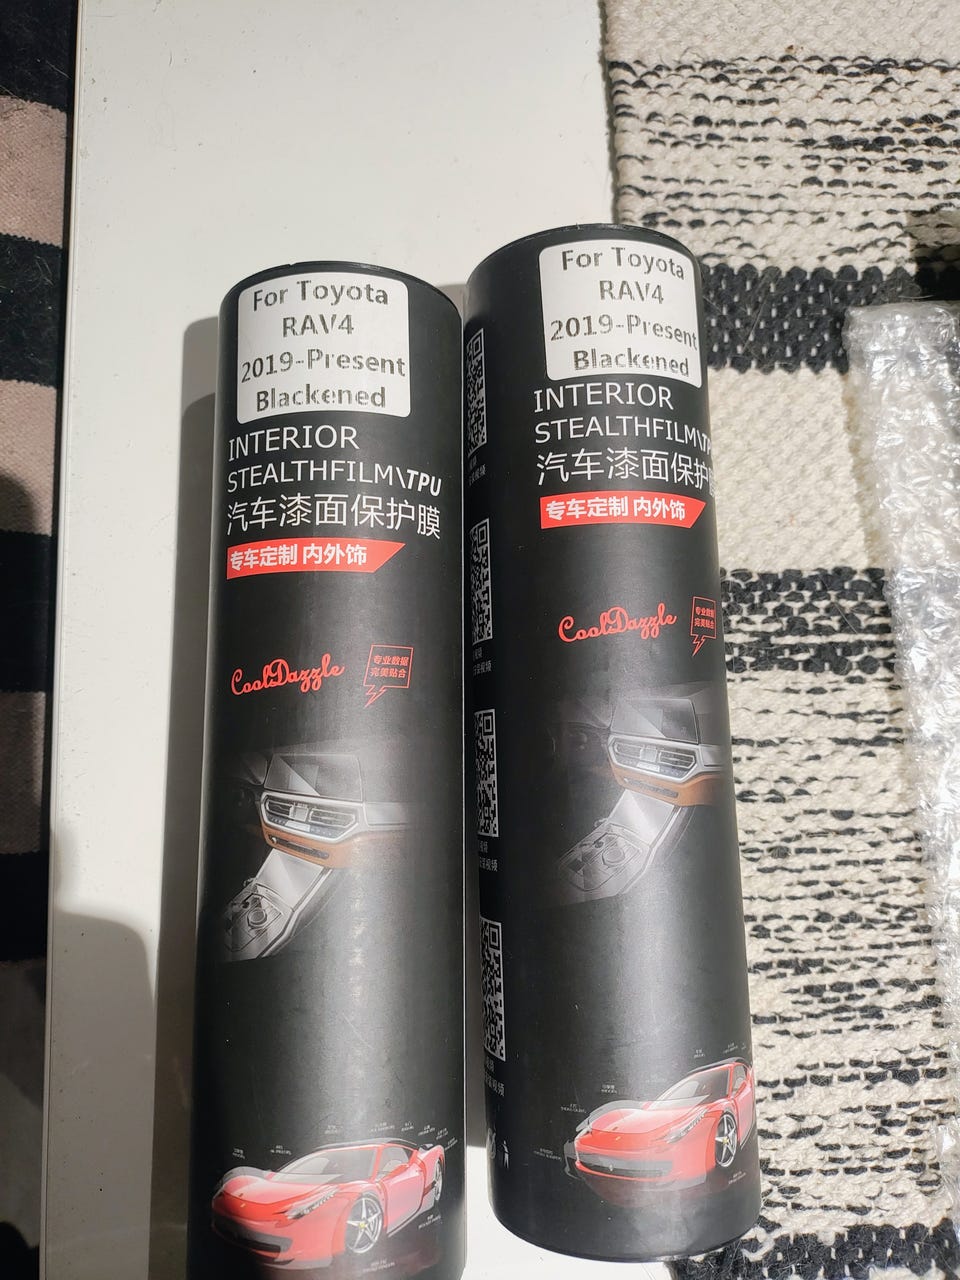 For Toyota
RAV4
2019-Present
Blackened
INTERIOR
STEALTHFILM\TPU
汽车漆面保护膜
专车定制 内外饰
CoolDazzle
专业数据
完美贴合
For Toyota
RAV4
2019-Present
Blackened
INTERIOR
STEALTHFILM\TP
汽车漆面保护
专车定制 内外饰
CoolDazzle
专业数据
完美贴合